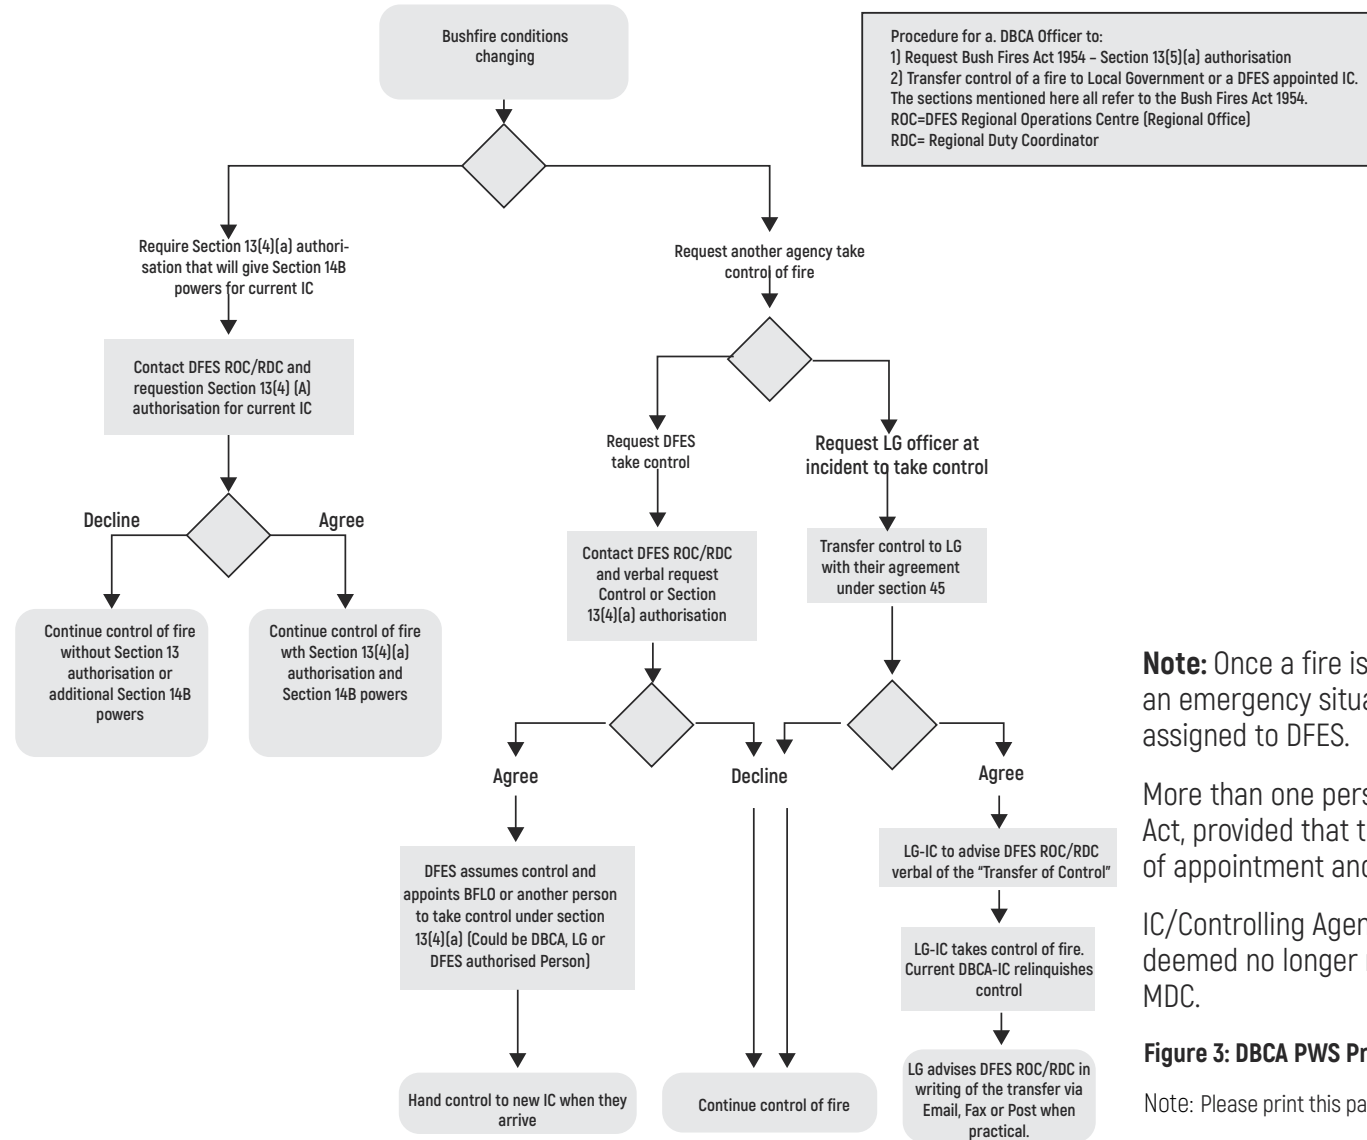 Bushfire conditions
changing
Procedure for a. DBCA Officer to:
1) Request Bush Fires Act 1954 – Section 13(5)(a) authorisation
2) Transfer control of a fire to Local Government or a DFES appointed IC.
The sections mentioned here all refer to the Bush Fires Act 1954.
ROC=DFES Regional Operations Centre (Regional Office)
RDC= Regional Duty Coordinator
Require Section 13(4)(a) authori-
sation that will give Section 14B
powers for current IC
Request another agency take
control of fire
Contact DFES ROC/RDC and
requestion Section 13(4) (A)
authorisation for current IC
Request DFES
take control
Request LG officer at
incident to take control
Decline
Agree
Contact DFES ROC/RDC
and verbal request
Control or Section
13(4)(a) authorisation
Transfer control to LG
with their agreement
under section 45
Continue control of fire
without Section 13
authorisation or
additional Section 14B
powers
Continue control of fire
wth Section 13(4)(a)
authorisation and
Section 14B powers
Agree
Decline
Agree
DFES assumes control and
appoints BFLO or another person
to take control under section
13(4)(a) (Could be DBCA, LG or
DFES authorised Person)
LG-IC to advise DFES ROC/RDC
verbal of the “Transfer of Control”
LG-IC takes control of fire.
Current DBCA-IC relinquishes
control
Hand control to new IC when they
arrive
Continue control of fire
LG advises DFES ROC/RDC in
writing of the transfer via
Email, Fax or Post when
practical.
Note: Once a fire is
an emergency situa
assigned to DFES.
More than one pers
Act, provided that t
of appointment and
IC/Controlling Agen
deemed no longer
MDC.
Figure 3: DBCA PWS Pr
Note: Please print this pa